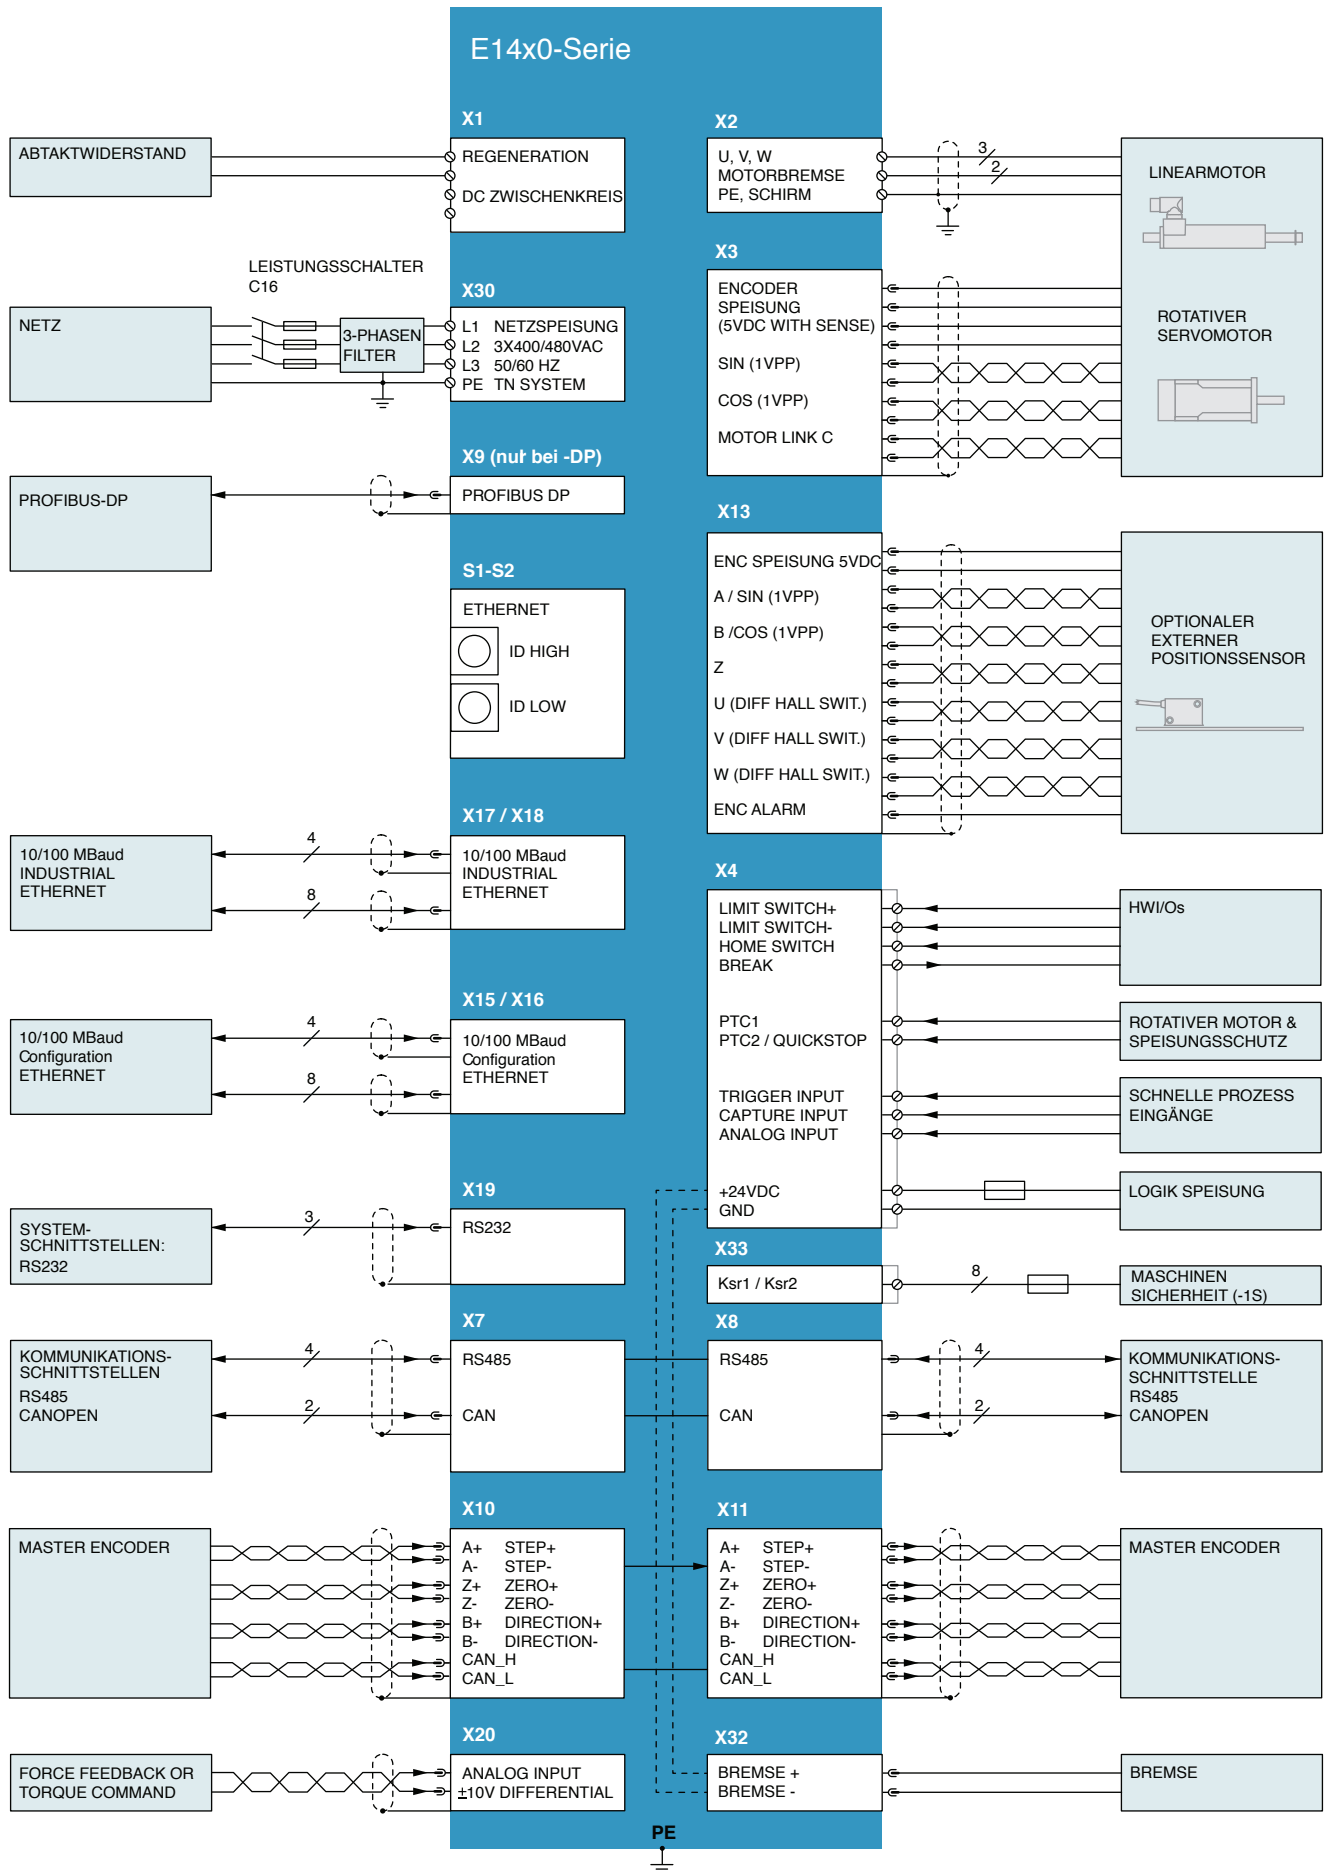 E14x0-Serie
X1
ABTAKTWIDERSTAND
REGENERATION
DC ZWISCHENKREIS
LEISTUNGSSCHALTER
C16
X30
NETZ
3-PHASEN
FILTER
L1 NETZSPEISUNG
L2 3X400/480VAC
L3 50/60 HZ
PE TN SYSTEM
X9 (nur bei -DP)
PROFIBUS-DP
PROFIBUS DP
S1-S2
ETHERNET
ID HIGH
ID LOW
X17 / X18
10/100 MBaud
INDUSTRIAL
ETHERNET
4
8
10/100 MBaud
INDUSTRIAL
ETHERNET
X15 / X16
10/100 MBaud
Configuration
ETHERNET
4
8
10/100 MBaud
Configuration
ETHERNET
X19
SYSTEM-
SCHNITTSTELLEN:
RS232
3
RS232
X7
KOMMUNIKATIONS-
SCHNITTSTELLEN
RS485
CANOPEN
4
2
RS485
CAN
X10
MASTER ENCODER
A+ STEP+
A- STEP-
Z+ ZERO+
Z- ZERO-
B+ DIRECTION+
B- DIRECTION-
CAN_H
CAN_L
X20
FORCE FEEDBACK OR
TORQUE COMMAND
ANALOG INPUT
±10V DIFFERENTIAL
X2
U, V, W
MOTORBREMSE
PE, SCHIRM
3
2
LINEARMOTOR
ROTATIVER
SERVOMOTOR
X3
ENCODER
SPEISUNG
(5VDC WITH SENSE)
SIN (1VPP)
COS (1VPP)
MOTOR LINK C
X13
ENC SPEISUNG 5VDC
A / SIN (1VPP)
B /COS (1VPP)
Z
U (DIFF HALL SWIT.)
V (DIFF HALL SWIT.)
W (DIFF HALL SWIT.)
ENC ALARM
OPTIONALER
EXTERNER
POSITIONSSENSOR
X4
LIMIT SWITCH+
LIMIT SWITCH-
HOME SWITCH
BREAK
HWI/Os
PTC1
PTC2 / QUICKSTOP
ROTATIVER MOTOR &
SPEISUNGSSCHUTZ
TRIGGER INPUT
CAPTURE INPUT
ANALOG INPUT
SCHNELLE PROZESS
EINGÄNGE
+24VDC
GND
LOGIK SPEISUNG
X33
Ksr1 / Ksr2
8
MASCHINEN
SICHERHEIT (-1S)
X8
RS485
CAN
4
2
KOMMUNIKATIONS-
SCHNITTSTELLE
RS485
CANOPEN
X11
A+ STEP+
A- STEP-
Z+ ZERO+
Z- ZERO-
B+ DIRECTION+
B- DIRECTION-
CAN_H
CAN_L
MASTER ENCODER
X32
BREMSE +
BREMSE -
BREMSE
PE